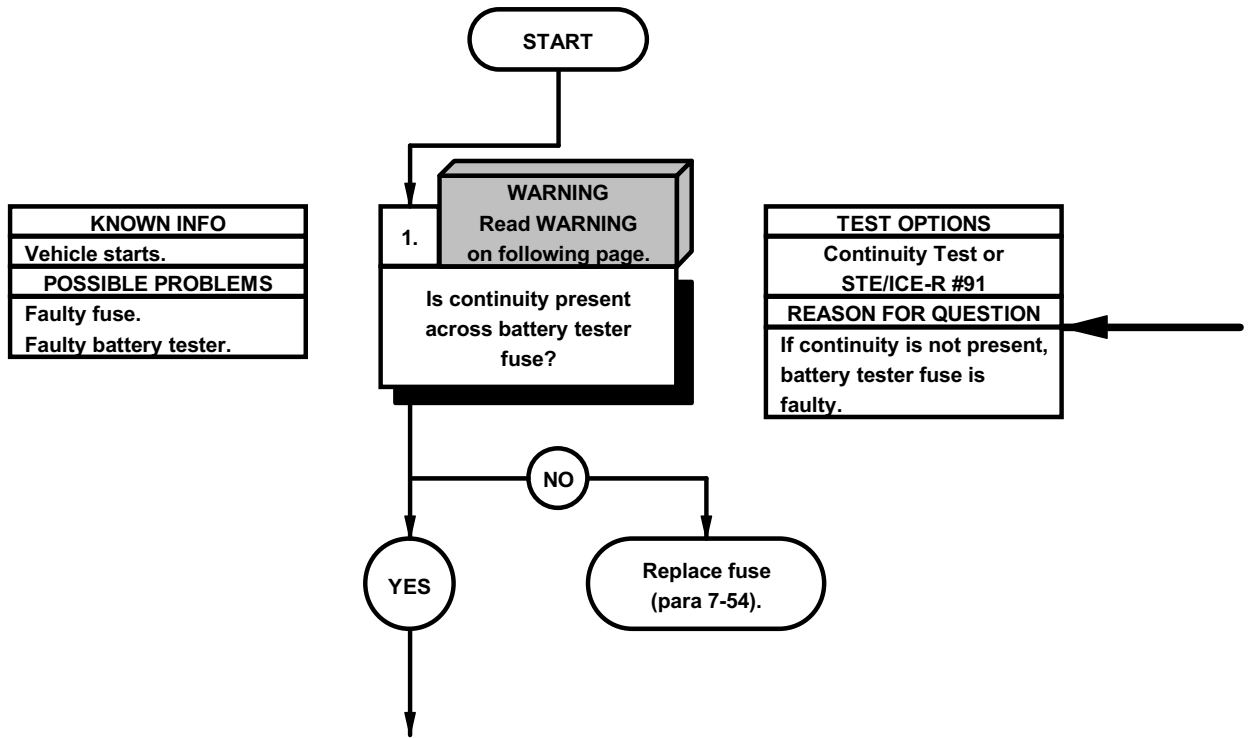 START
KNOWN INFO
Vehicle starts.
POSSIBLE PROBLEMS
Faulty fuse.
Faulty battery tester.
1.
WARNING
Read WARNING
on following page.
Is continuity present
across battery tester
fuse?
TEST OPTIONS
Continuity Test or
STE/ICE-R #91
REASON FOR QUESTION
If continuity is not present,
battery tester fuse is
faulty.
NO
YES
Replace fuse
(para 7-54).